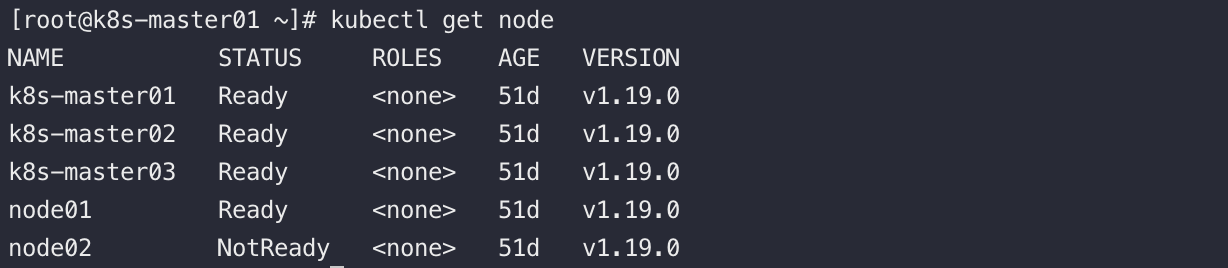 [root@k8s-master01 ~]# kubectl get node
NAME           STATUS     ROLES    AGE   VERSION
k8s-master01   Ready      <none>   51d   v1.19.0
k8s-master02   Ready      <none>   51d   v1.19.0
k8s-master03   Ready      <none>   51d   v1.19.0
node01         Ready      <none>   51d   v1.19.0
node02         NotReady   <none>   51d   v1.19.0